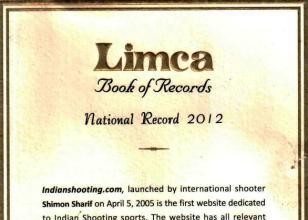 Limca
Book of Records
National Record 2012
Indianshooting.com, launched by international shooter
Shimon Sharif on April 5, 2005 is the first website dedicated
to Indian Shooting sports. The website has all relevant